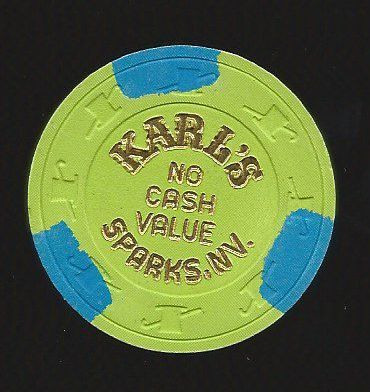 KARL'S
NO
CASH
VALUE
SPARKS, NV.